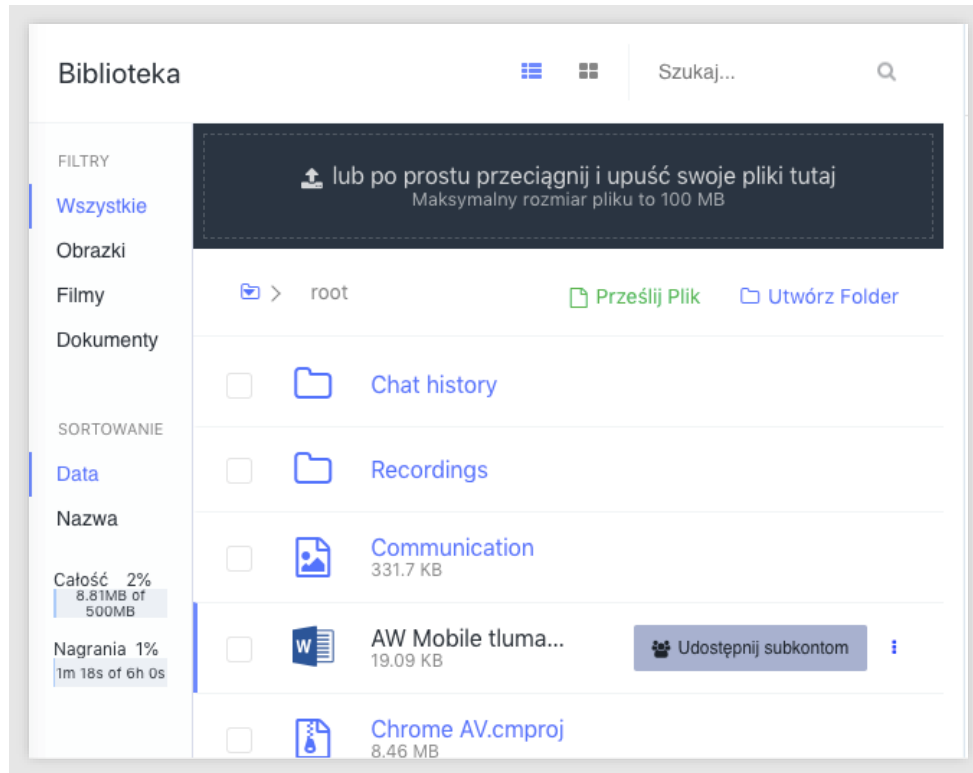 Biblioteka
Szukaj...
FILTRY
Wszystkie
Obrazki
Filmy
Dokumenty
SORTOWANIE
Data
Nazwa
Całość 2%
8.81MB of
500MB
Nagrania 1%
1m 18s of 6h 0s
lub po prostu przeciągnij i upuść swoje pliki tutaj
Maksymalny rozmiar pliku to 100 MB
root
Prześlij Plik
Utwórz Folder
Chat history
Recordings
Communication
331.7 KB
W
AW Mobile tluma...
19.09 KB
Udostępnij subkontom
Chrome AV.cmproj
8.46 MB